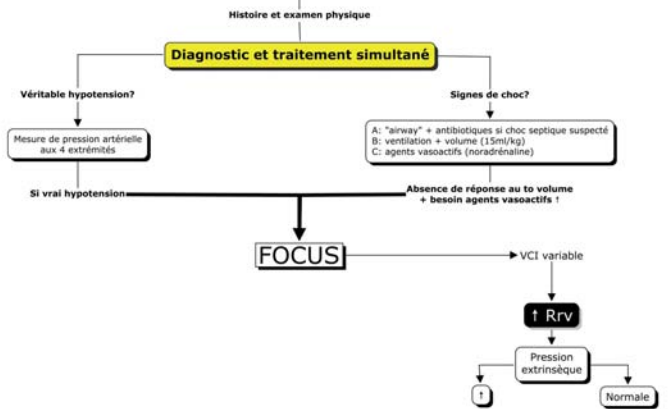 Histoire et examen physique
Diagnostic et traitement simultané
Véritable hypotension?
Signes de choc?
Mesure de pression artérielle
aux 4 extrémités
A: "airway" + antibiotiques si choc septique suspecté
B: ventilation + volume (15ml/kg)
C: agents vasoactifs (noradrénaline)
Si vrai hypotension
Absence de réponse au to volume
+ besoin agents vasoactifs ↑
FOCUS
VCI variable
↑ Rrv
Pression
extrinsèque
↑
Normale